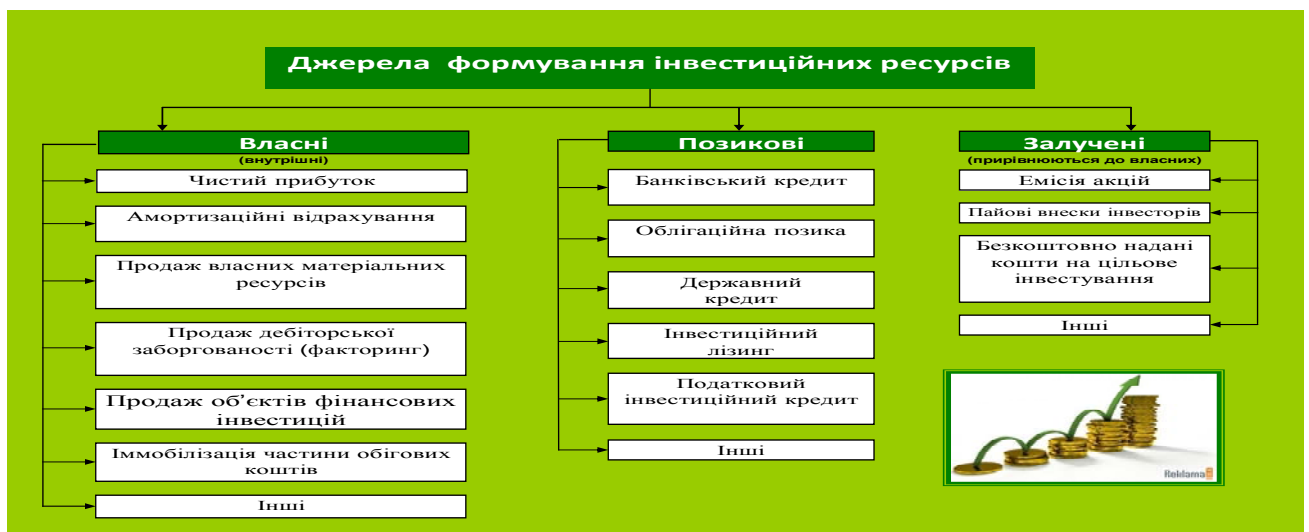 Джерела формування інвестиційних ресурсів
Власні
(внутрішні)
Чистий прибуток
Амортизаційні відрахування
Продаж власних матеріальних
ресурсів
Продаж дебіторської
заборгованості (факторинг)
Продаж об'єктів фінансових
інвестицій
Іммобілізація частини обігових
коштів
Інші
Позикові
Банківський кредит
Облігаційна позика
Державний
кредит
Інвестиційний
лізинг
Податковий
інвестиційний кредит
Інші
Залучені
(прирівнюються до власних)
Емісія акцій
Пайові внески інвесторів
Безкоштовно надані
кошти на цільове
інвестування
Інші
Reklama